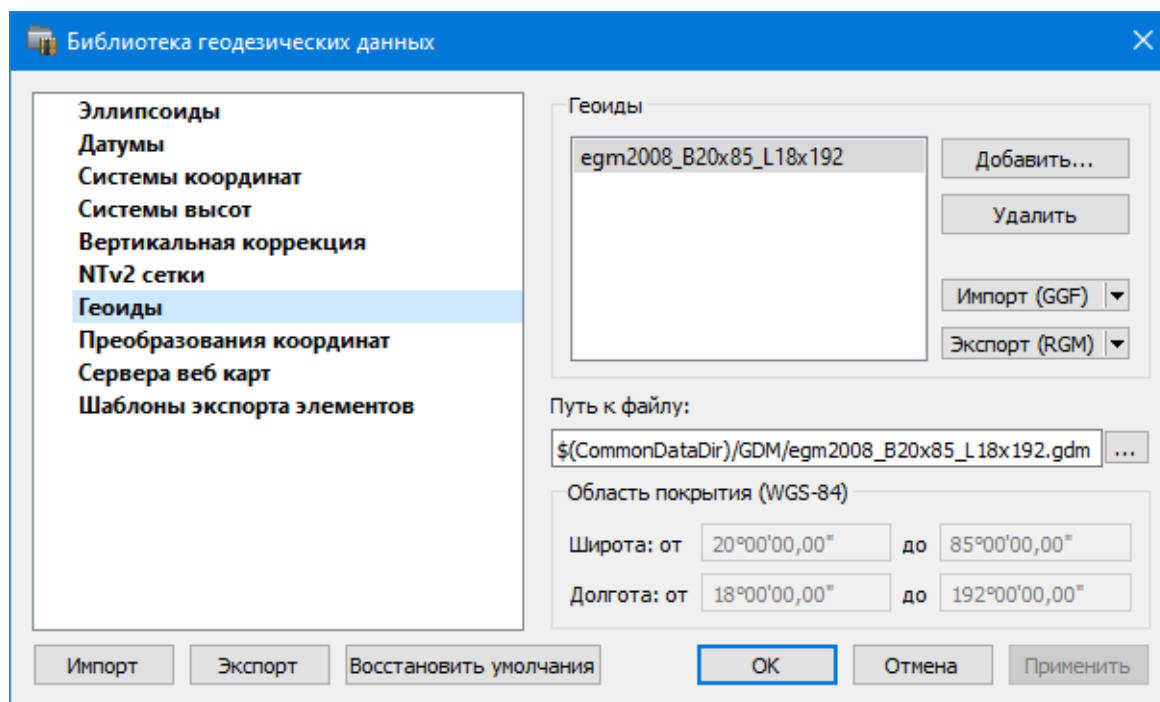 Библиотека геодезических данных
Эллипсоиды
Датумы
Системы координат
Системы высот
Вертикальная коррекция
NTv2 сетки
Геоиды
Преобразования координат
Сервера веб карт
Шаблоны экспорта элементов
Геоиды
egm2008_B20x85_L18x192
Добавить...
Удалить
Импорт (GGF)
Экспорт (RGM)
Путь к файлу:
$(CommonDataDir)/GDM/egm2008_B20x85_L18x192.gdm ...
Область покрытия (WGS-84)
Широта: от 20°00'00,00" до 85°00'00,00"
Долгота: от 18°00'00,00" до 192°00'00,00"
Импорт Экспорт Восстановить умолчания OK Отмена Применить